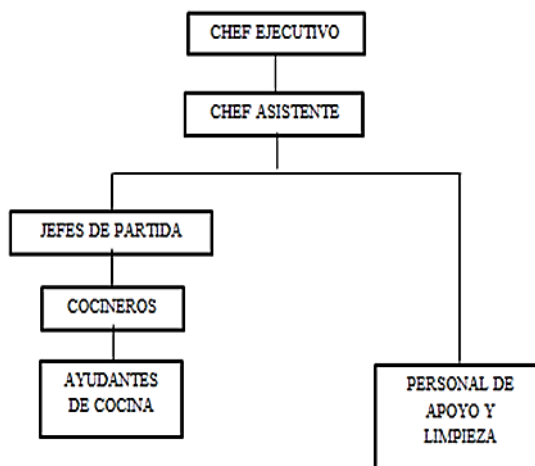 CHEF EJECUTIVO
CHEF ASISTENTE
JEFES DE PARTIDA
COCINEROS
AYUDANTES
DE COCINA
PERSONAL DE
APOYO Y
LIMPIEZA